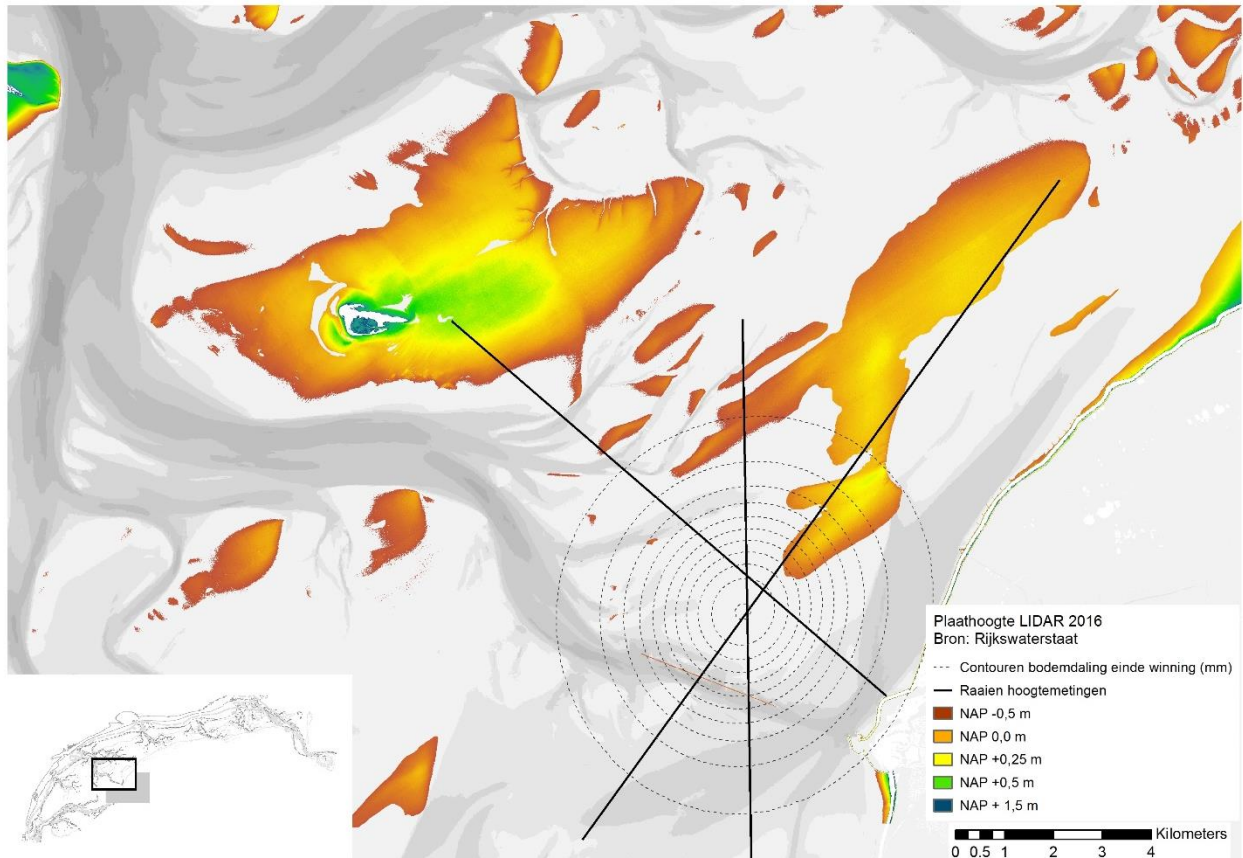 Plaathoogte LIDAR 2016
Bron: Rijkswaterstaat
Contouren bodemdaling einde winning (mm)
Raaien hoogtemetingen
NAP -0,5 m
NAP 0,0 m
NAP +0,25 m
NAP +0,5 m
NAP + 1,5 m
Kilometers
0 0.5 1 2 3 4